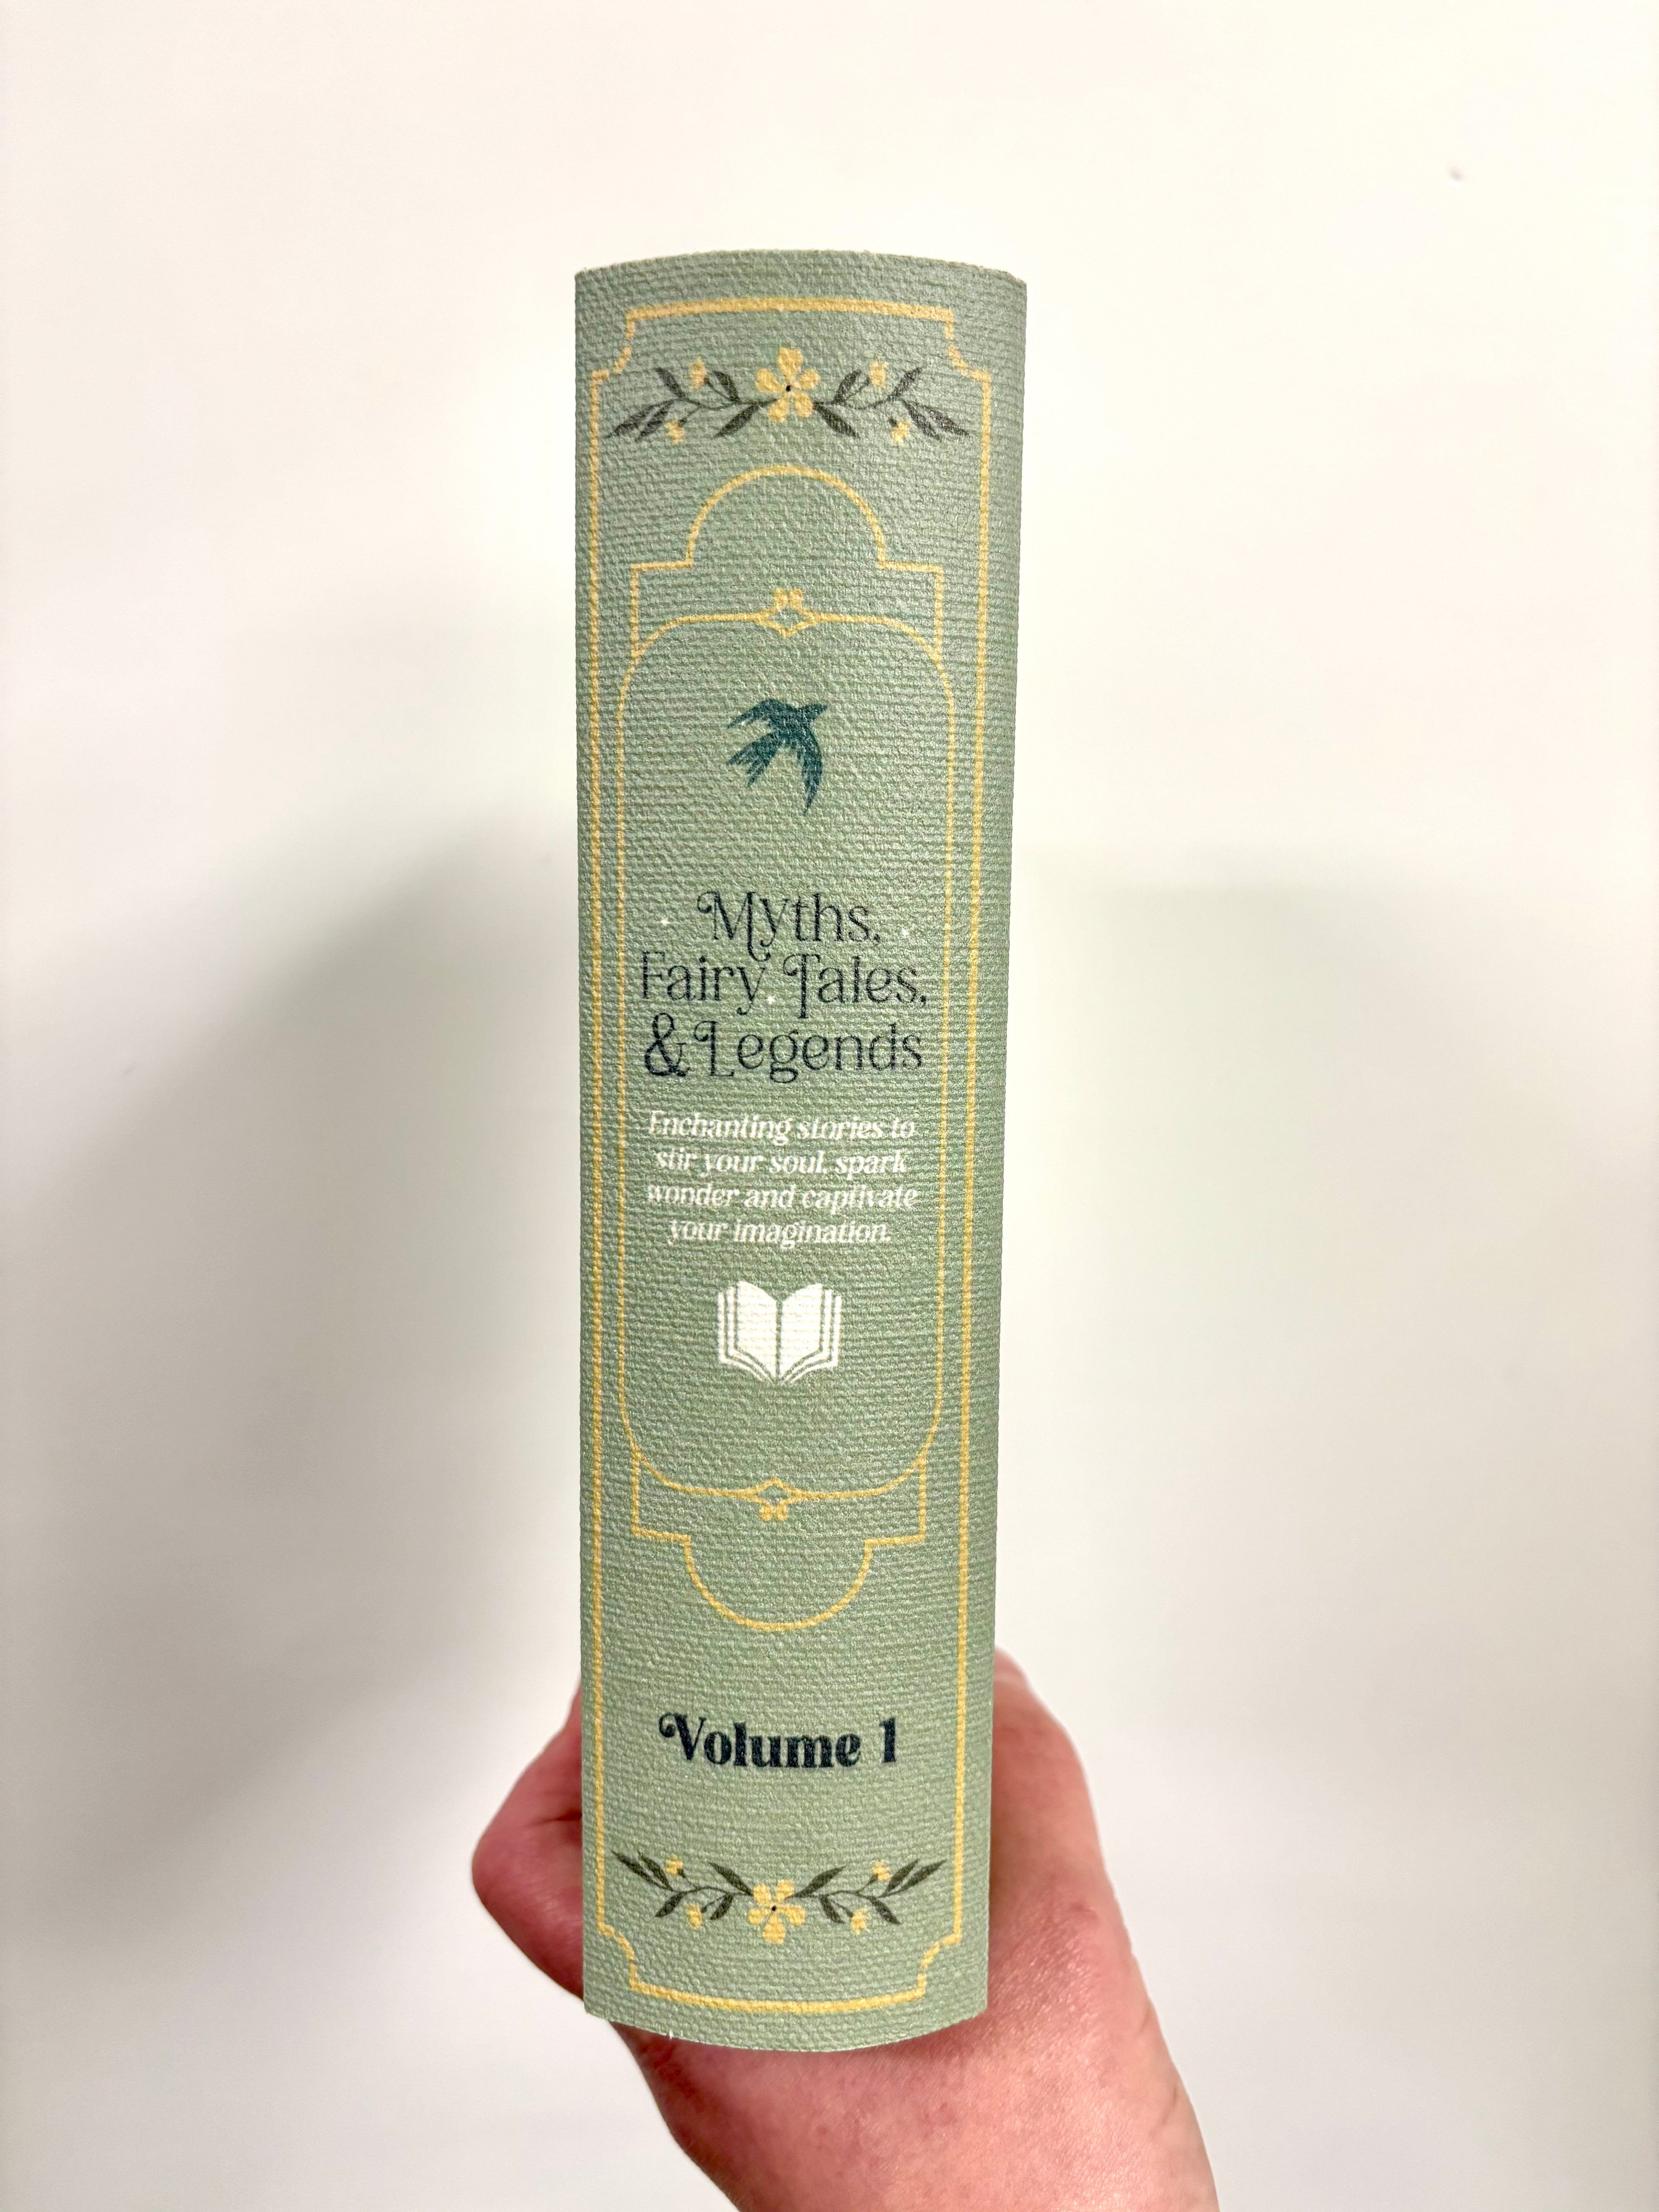 Myths,
Fairy Tales,
& Legends
Enchanting stories to
stir your soul, spark
wonder and captivate
your imagination.
Volume 1